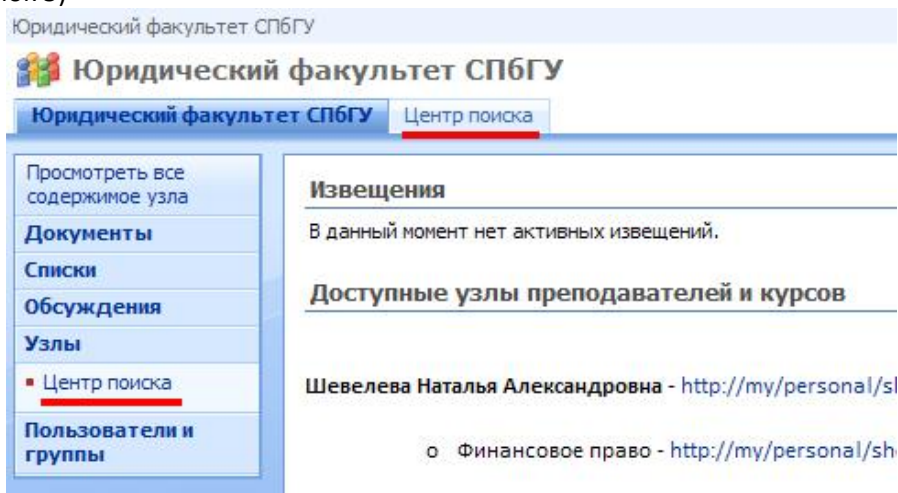 Юридический факультет СПбГУ
Юридический факультет СПбГУ
Юридический факультет СПбГУ Центр поиска
Просмотреть все
содержимое узла
Документы
Списки
Обсуждения
Узлы
Центр поиска
Пользователи и
группы
Извещения
В данный момент нет активных извещений.
Доступные узлы преподавателей и курсов
Шевелева Наталья Александровна - http://my/personal/s
o Финансовое право - http://my/personal/sh